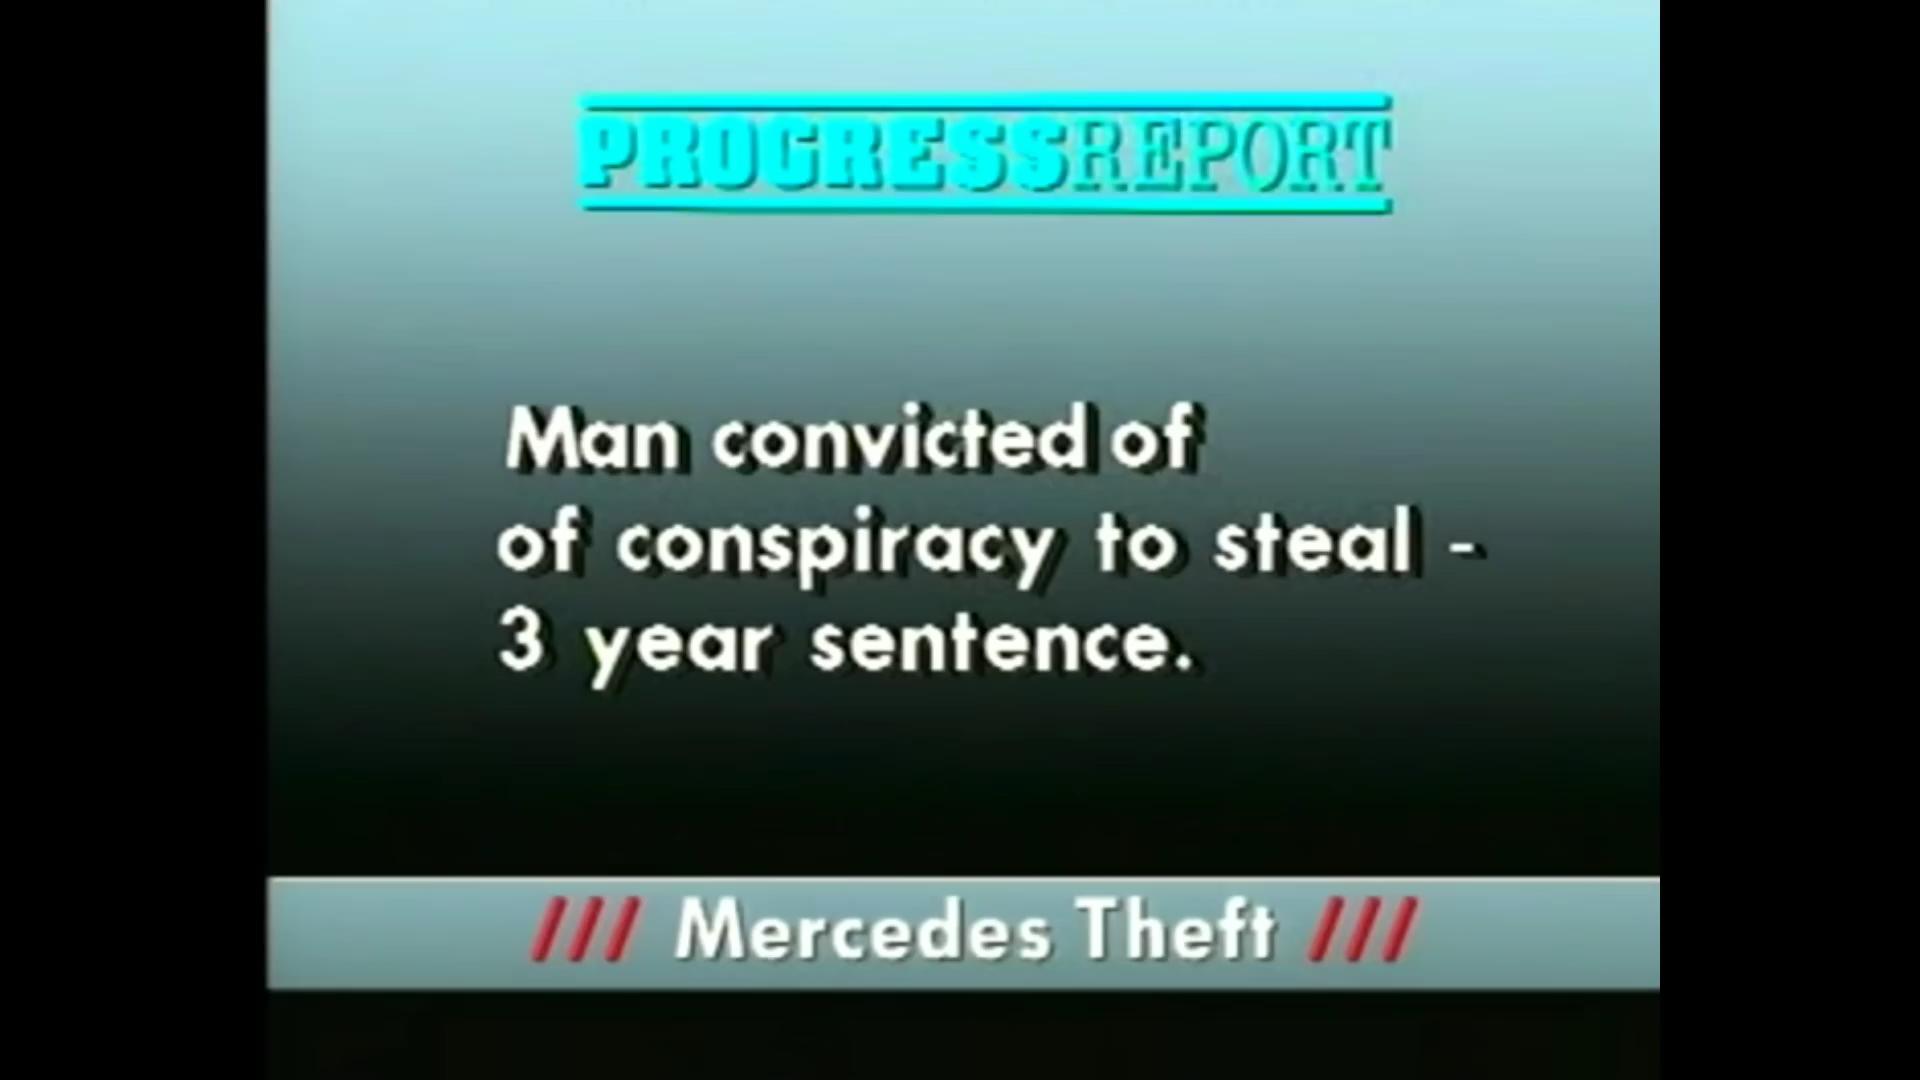 PROGRESSREPORT
Man convicted of
of conspiracy to steal -
3 year sentence.
/// Mercedes Theft ///